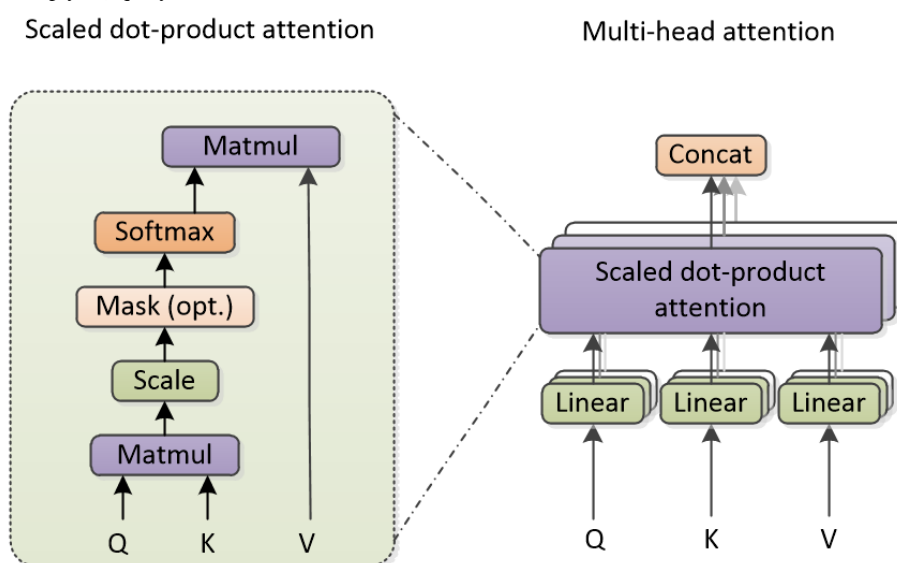 Scaled dot-product attention
Multi-head attention
Matmul
Softmax
Mask (opt.)
Scale
Matmul
Q K V
Concat
Scaled dot-product
attention
Linear Linear Linear
Q K V